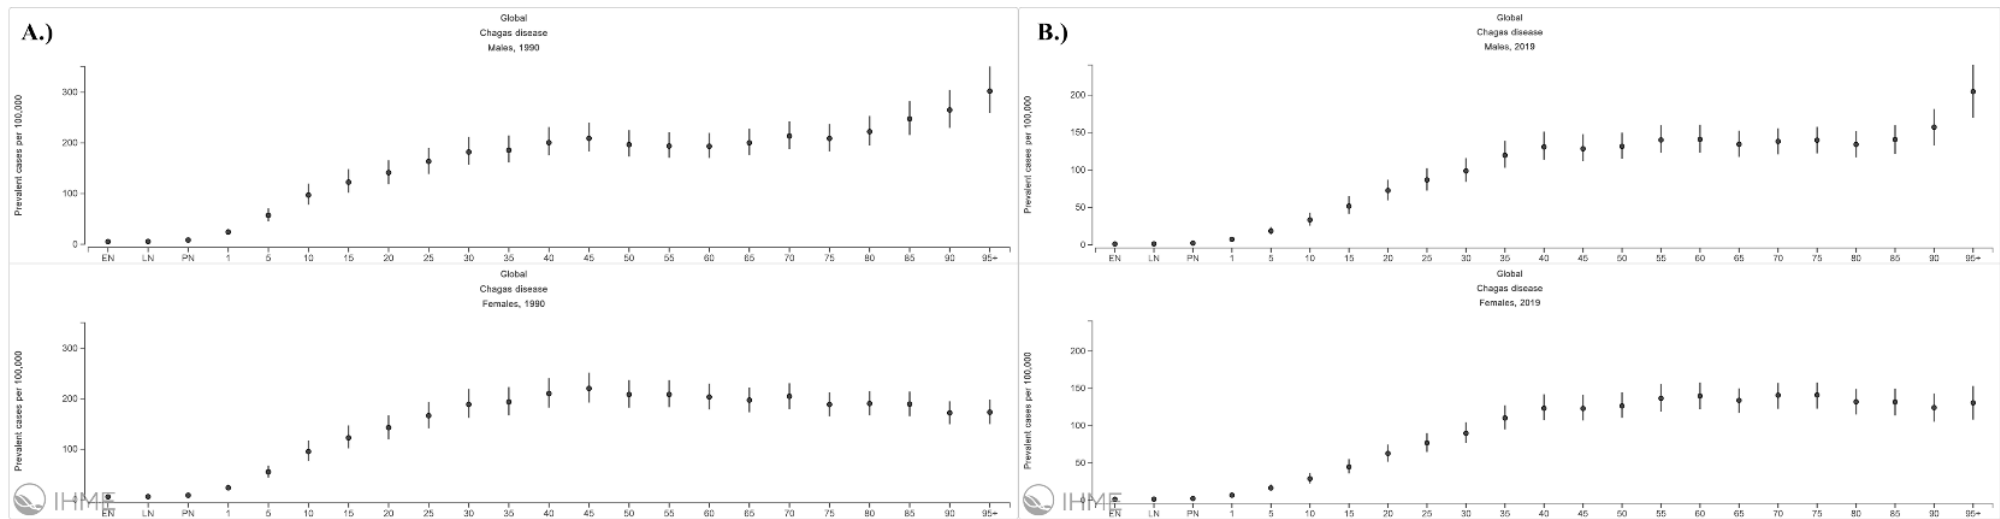 A.)
Global
Chagas disease
Males, 1990
Prevalent cases per 100,000
300
200
100
0
EN LN PN 1 5 10 15 20 25 30 35 40 45 50 55 60 65 70 75 80 85 90 95+
Global
Chagas disease
Females, 1990
Prevalent cases per 100,000
300
200
100
0
EN LN PN 1 5 10 15 20 25 30 35 40 45 50 55 60 65 70 75 80 85 90 95+
IHME
B.)
Global
Chagas disease
Males, 2019
Prevalent cases per 100,000
200
150
100
50
0
EN LN PN 1 5 10 15 20 25 30 35 40 45 50 55 60 65 70 75 80 85 90 95+
Global
Chagas disease
Females, 2019
Prevalent cases per 100,000
200
150
100
50
0
EN LN PN 1 5 10 15 20 25 30 35 40 45 50 55 60 65 70 75 80 85 90 95+
IHME